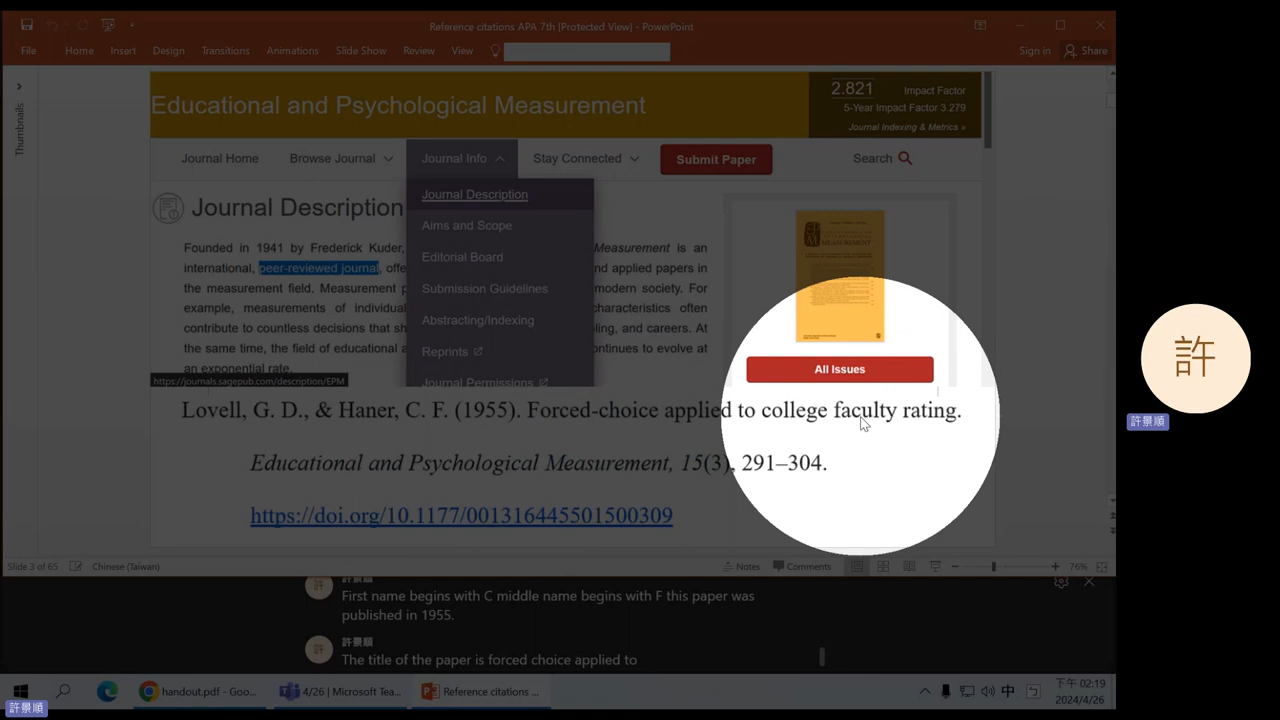 Reference citations APA 7th [Protected View] - PowerPoint
File Home Insert Design Transitions Animations Slide Show Review View Sign in Share
Thumbnails
Educational and Psychological Measurement
2.821 Impact Factor
5-Year Impact Factor 3.279
Journal Indexing & Metrics »
Journal Home Browse Journal Journal Info Stay Connected Submit Paper Search
Journal Description
Journal Description
Aims and Scope
Editorial Board
Submission Guidelines
Abstracting/Indexing
Reprints
Journal Permissions
Founded in 1941 by Frederick Kuder, Measurement is an
international, peer-reviewed journal, offe nd applied papers in
the measurement field. Measurement p modern society. For
example, measurements of individual characteristics often
contribute to countless decisions that sh ling, and careers. At
the same time, the field of educational a ontinues to evolve at
an exponential rate.
MEASUREMENT
All Issues
https://journals.sagepub.com/description/EPM
Lovell, G. D., & Haner, C. F. (1955). Forced-choice applied to college faculty rating.
Educational and Psychological Measurement, 15(3), 291–304.
https://doi.org/10.1177/001316445501500309
Slide 3 of 65 Chinese (Taiwan) Notes Comments 76%
許景順
First name begins with C middle name begins with F this paper was
published in 1955.
許景順
The title of the paper is forced choice applied to
handout.pdf - Goo... 4/26 | Microsoft Tea... Reference citations ... 中 下午 02:19
2024/4/26
許景順
許
許景順